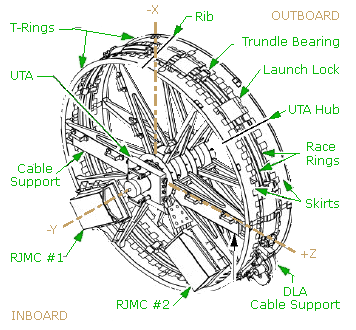 -X
OUTBOARD
T-Rings
Rib
Trundle Bearing
UTA
Launch Lock
UTA Hub
Cable
Support
Race
Rings
Skirts
-Y
+Z
RJMC #1
RJMC #2
DLA
Cable Support
INBOARD